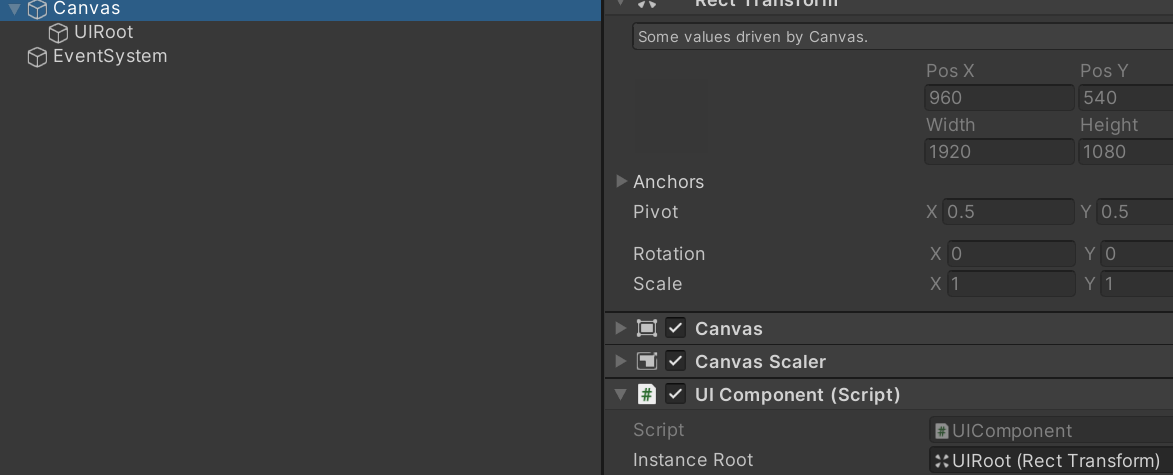 Canvas
UIRoot
EventSystem
Rect Transform
Some values driven by Canvas.
Pos X Pos Y
960 540
Width Height
1920 1080
Anchors
Pivot X 0.5 Y 0.5
Rotation X 0 Y 0
Scale X 1 Y 1
Canvas
Canvas Scaler
# UI Component (Script)
Script # UIComponent
Instance Root UIRoot (Rect Transform)